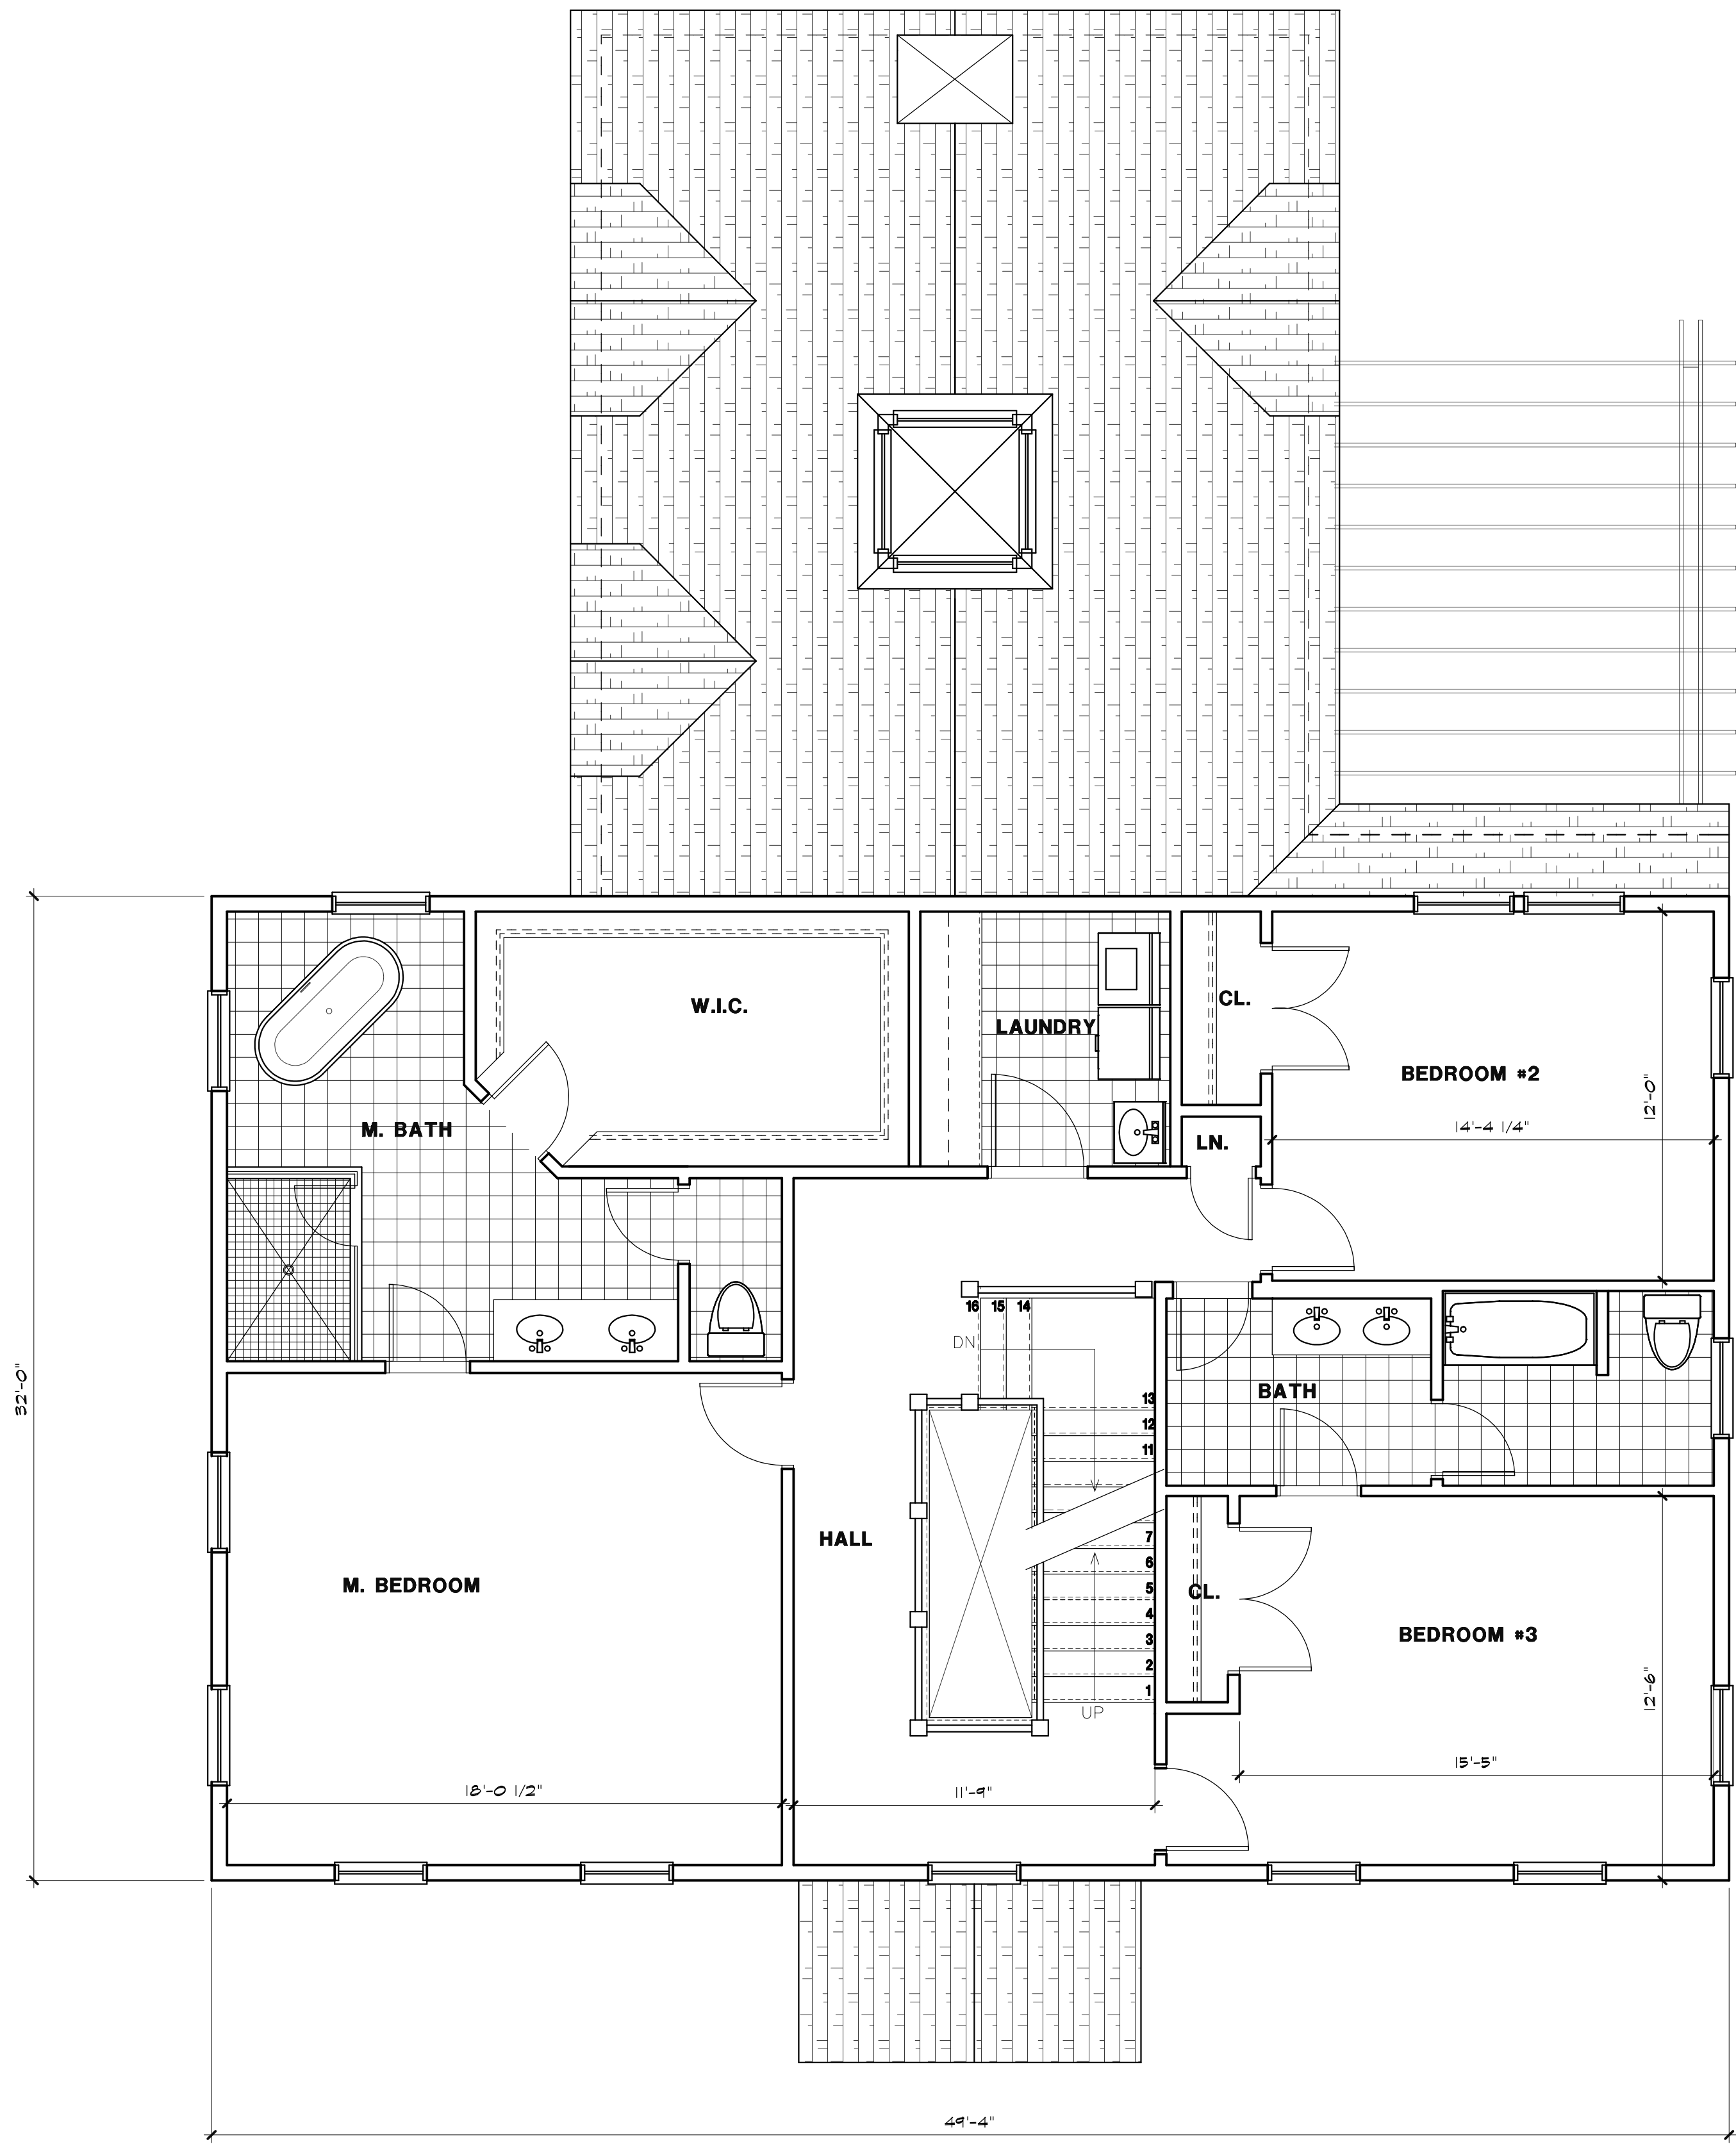 W.I.C.
CL.
LAUNDRY
BEDROOM #2
12'-0"
14'-4 1/4"
M. BATH
LN.
16 15 14
DN
32'-0"
BATH
13
12
11
HALL
7
6
5
4
3
2
1
UP
CL.
M. BEDROOM
BEDROOM #3
12'-6"
15'-5"
18'-0 1/2"
11'-9"
49'-4"